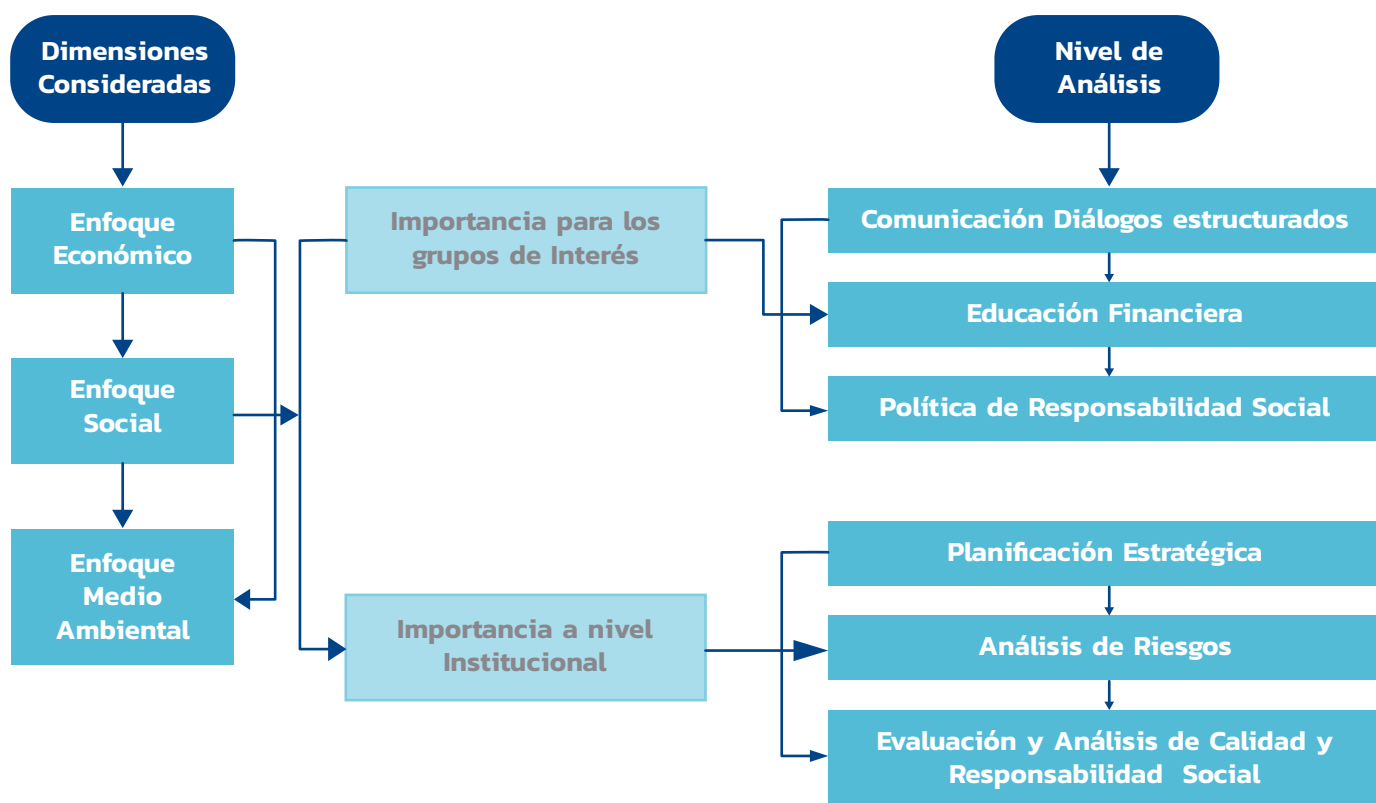 Dimensiones
Consideradas
Enfoque
Económico
Enfoque
Social
Enfoque
Medio
Ambiental
Importancia para los
grupos de Interés
Importancia a nivel
Institucional
Nivel de
Análisis
Comunicación Diálogos estructurados
Educación Financiera
Política de Responsabilidad Social
Planificación Estratégica
Análisis de Riesgos
Evaluación y Análisis de Calidad y
Responsabilidad Social